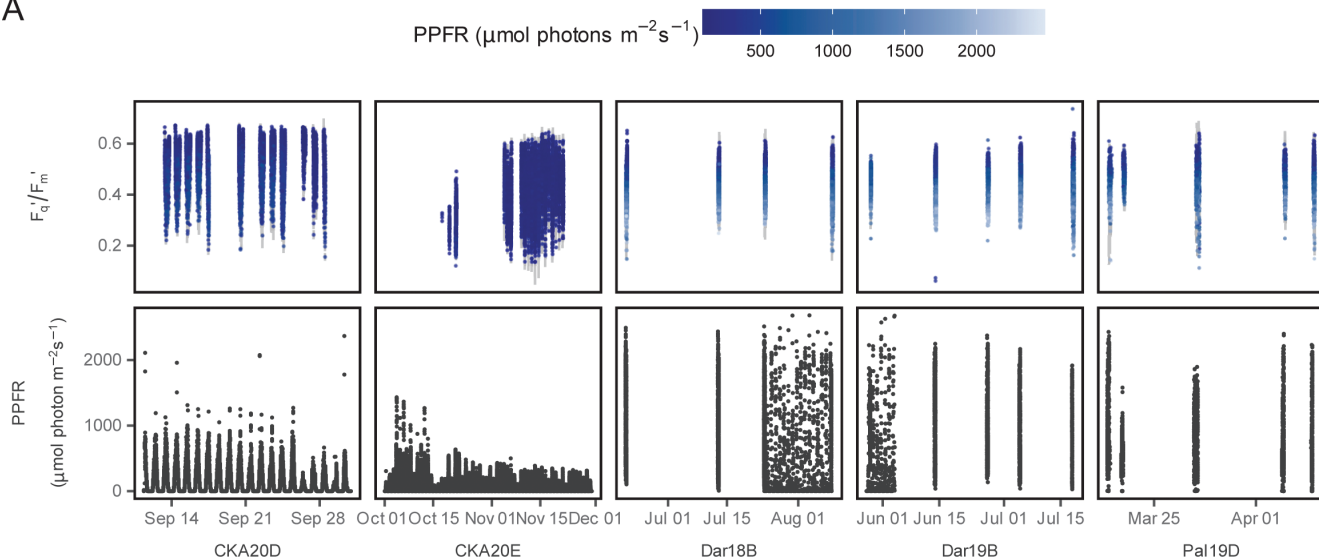 A
PPFR (μmol photons m−2s−1)
500 1000 1500 2000
Fq'/Fm'
0.6
0.4
0.2
PPFR
(μmol photon m−2s−1)
2000
1000
0
Sep 14 Sep 21 Sep 28 Oct 01 Oct 15 Nov 01 Nov 15 Dec 01 Jul 01 Jul 15 Aug 01 Jun 01 Jun 15 Jul 01 Jul 15 Mar 25 Apr 01
CKA20D CKA20E Dar18B Dar19B Pal19D